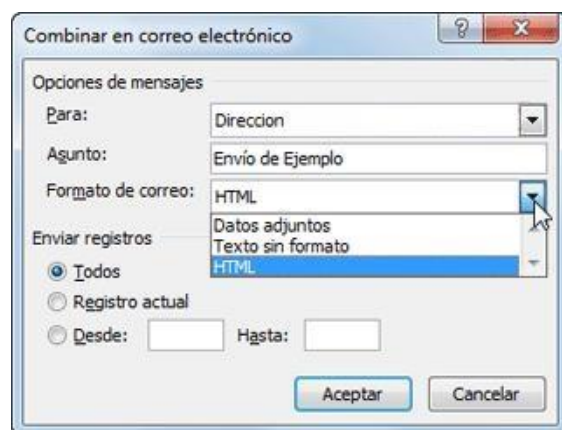 Combinar en correo electrónico
Opciones de mensajes
Para: Direccion
Asunto: Envío de Ejemplo
Formato de correo: HTML
Datos adjuntos
Texto sin formato
HTML
Enviar registros
Todos
Registro actual
Desde: Hasta:
Aceptar Cancelar